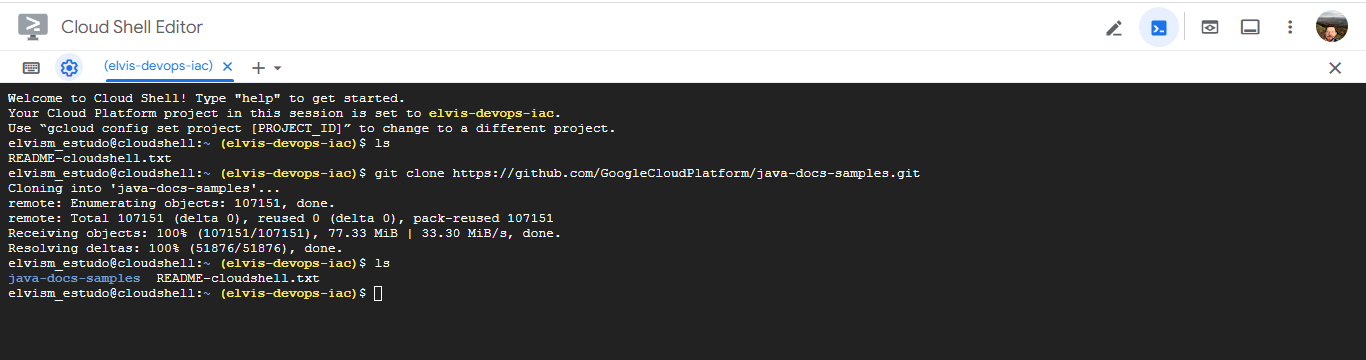 Cloud Shell Editor
(elvis-devops-iac)
Welcome to Cloud Shell! Type "help" to get started.
Your Cloud Platform project in this session is set to elvis-devops-iac.
Use “gcloud config set project [PROJECT_ID]” to change to a different project.
elvism_estudo@cloudshell:~ (elvis-devops-iac)$ ls
README-cloudshell.txt
elvism_estudo@cloudshell:~ (elvis-devops-iac)$ git clone https://github.com/GoogleCloudPlatform/java-docs-samples.git
Cloning into 'java-docs-samples'...
remote: Enumerating objects: 107151, done.
remote: Total 107151 (delta 0), reused 0 (delta 0), pack-reused 107151
Receiving objects: 100% (107151/107151), 77.33 MiB | 33.30 MiB/s, done.
Resolving deltas: 100% (51876/51876), done.
elvism_estudo@cloudshell:~ (elvis-devops-iac)$ ls
java-docs-samples  README-cloudshell.txt
elvism_estudo@cloudshell:~ (elvis-devops-iac)$